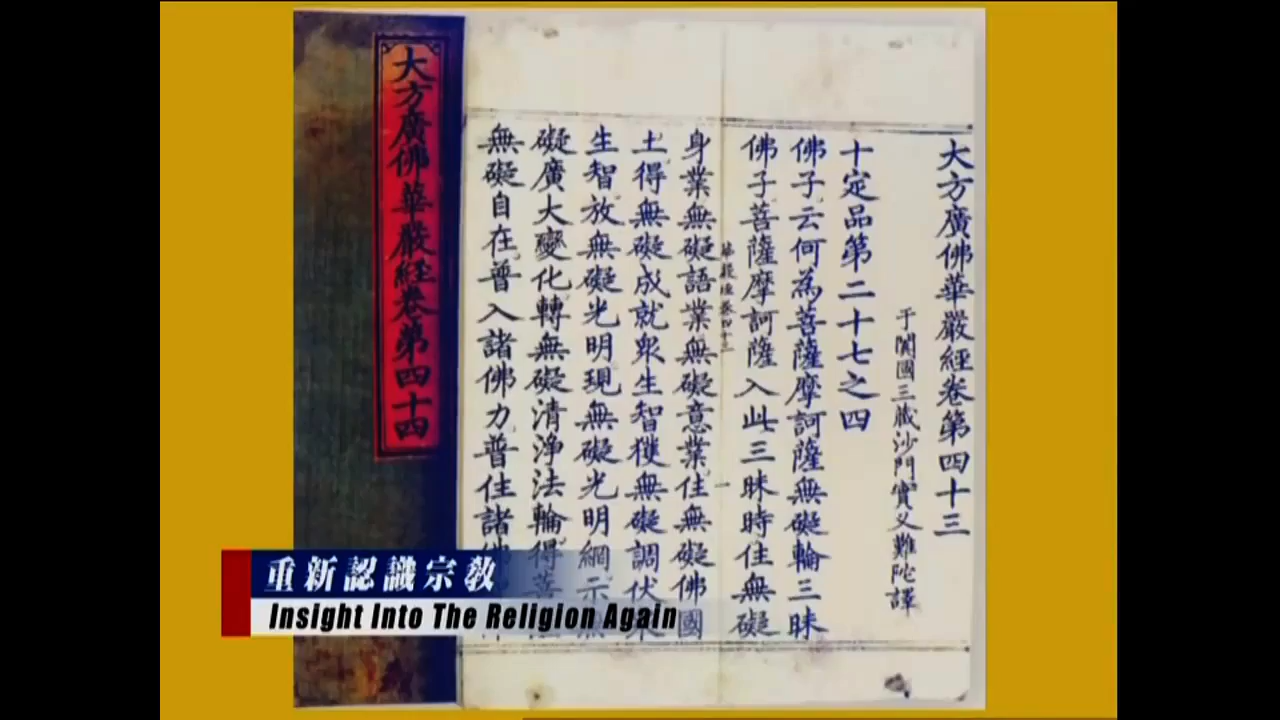 大方廣佛華嚴經卷第四十三
于闐國三藏沙門實叉難陀譯
十定品第二十七之四
佛子云何為菩薩摩訶薩無礙輪三昧
佛子菩薩摩訶薩入此三昧時住無礙
身業無礙語業無礙意業住無礙佛國
土得無礙成就眾生智獲無礙調伏眾
生智放無礙光明現無礙光明網示無
礙廣大變化轉無礙清淨法輪得菩
無礙自在普入諸佛力普住諸佛
大方廣佛華嚴經卷第四十四
重新認識宗教
Insight Into The Religion Again